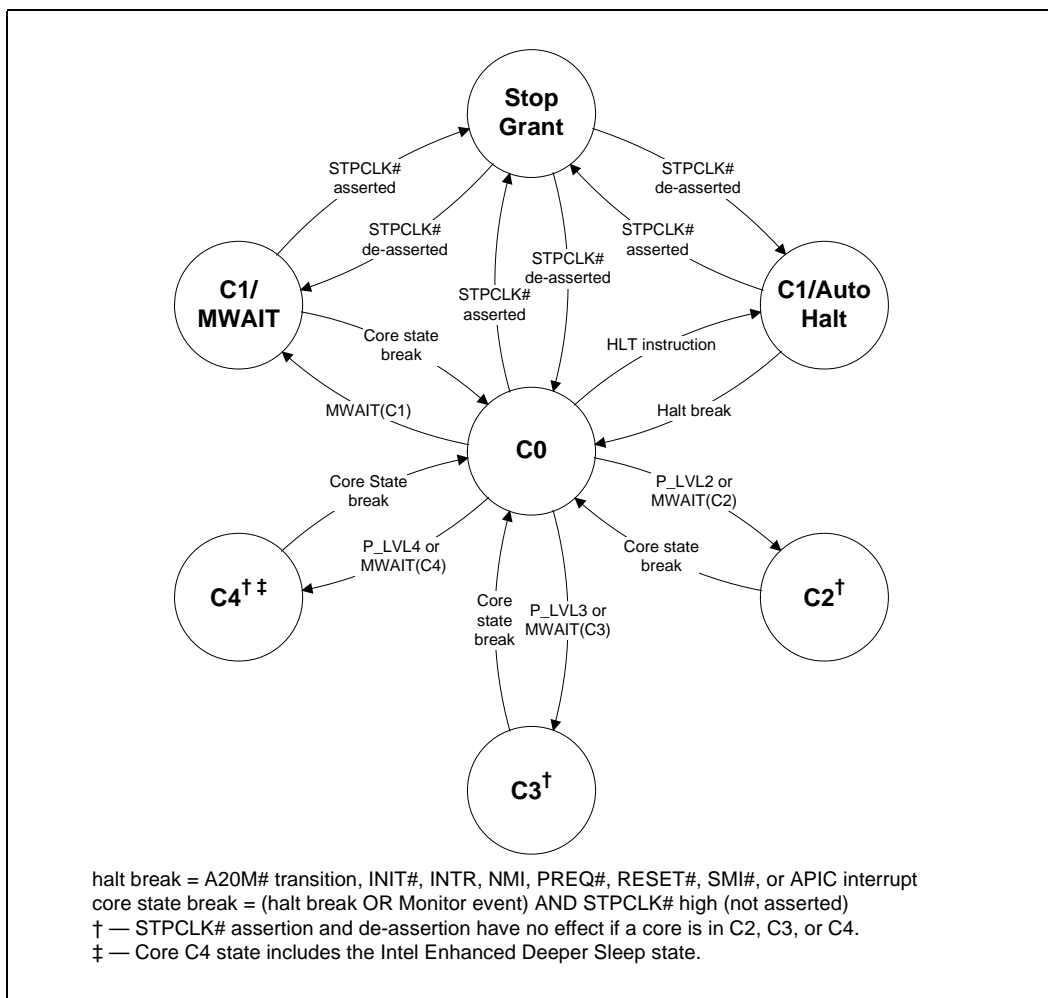 Stop
Grant
STPCLK#
asserted
STPCLK#
de-asserted
STPCLK#
de-asserted
STPCLK#
asserted
STPCLK#
de-asserted
STPCLK#
asserted
C1/
MWAIT
C1/Auto
Halt
Core state
break
HLT instruction
MWAIT(C1)
Halt break
C0
Core State
break
P_LVL2 or
MWAIT(C2)
P_LVL4 or
MWAIT(C4)
Core state
break
C4† ‡
Core
state
break
P_LVL3 or
MWAIT(C3)
C2†
C3†
halt break = A20M# transition, INIT#, INTR, NMI, PREQ#, RESET#, SMI#, or APIC interrupt
core state break = (halt break OR Monitor event) AND STPCLK# high (not asserted)
† — STPCLK# assertion and de-assertion have no effect if a core is in C2, C3, or C4.
‡ — Core C4 state includes the Intel Enhanced Deeper Sleep state.